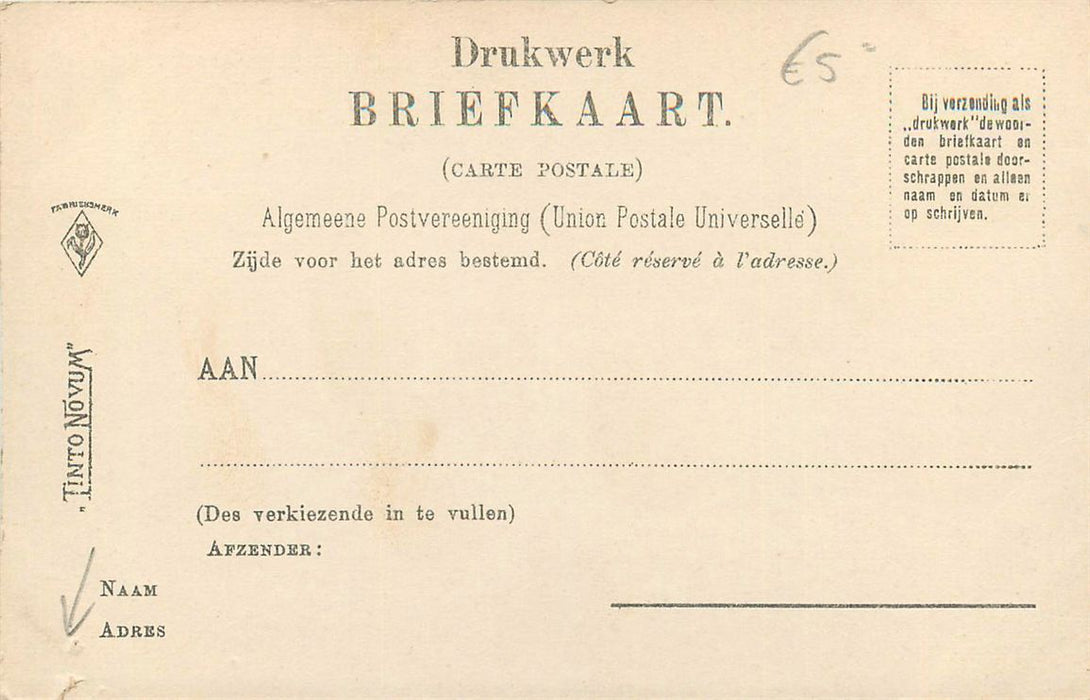 Drukwerk
BRIEFKAART.
(CARTE POSTALE)
Algemeene Postvereeniging (Union Postale Universelle)
Zijde voor het adres bestemd. (Côté réservé à l'adresse.)
€5=
Bij verzending als
„drukwerk" de woor-
den briefkaart en
carte postale door-
schrappen en alleen
naam en datum er
op schrijven.
FABRIEKSMERK
„TINTO NOVUM"
AAN
(Des verkiezende in te vullen)
AFZENDER:
NAAM
ADRES